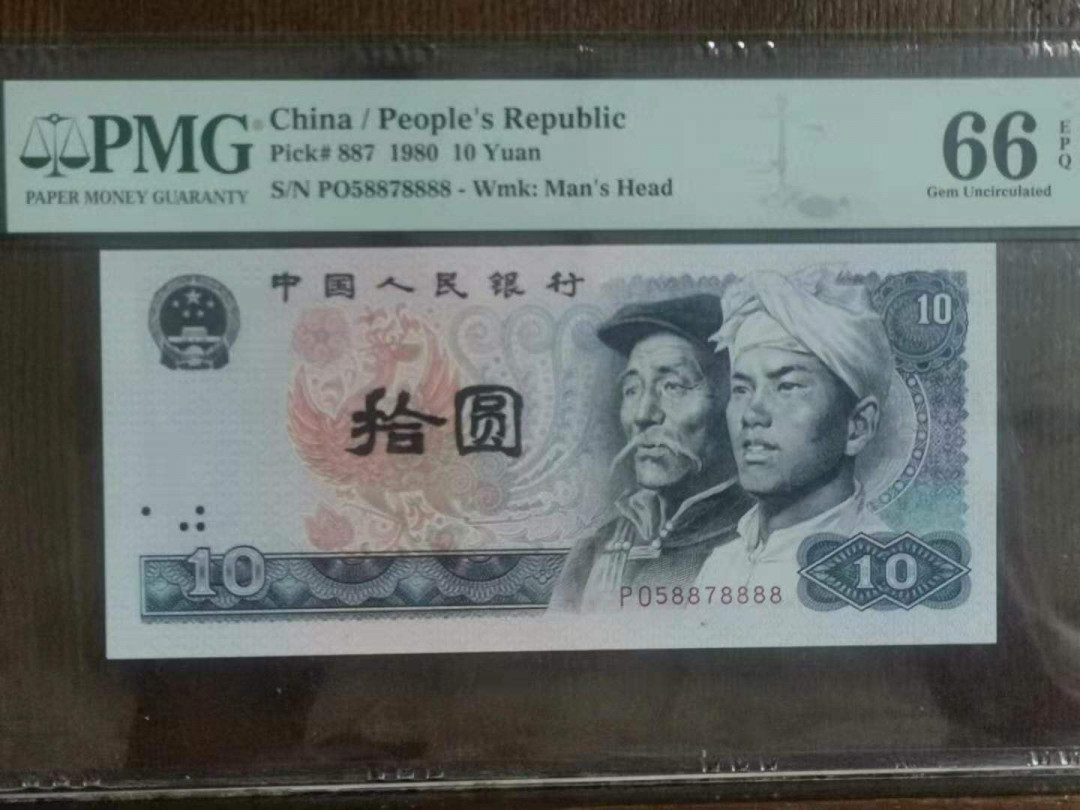 PMG®
PAPER MONEY GUARANTY
China / People's Republic
Pick# 887 1980 10 Yuan
S/N PO58878888 - Wmk: Man's Head
66
EPQ
Gem Uncirculated
中国人民银行
10
拾圆
10
PO58878888
10